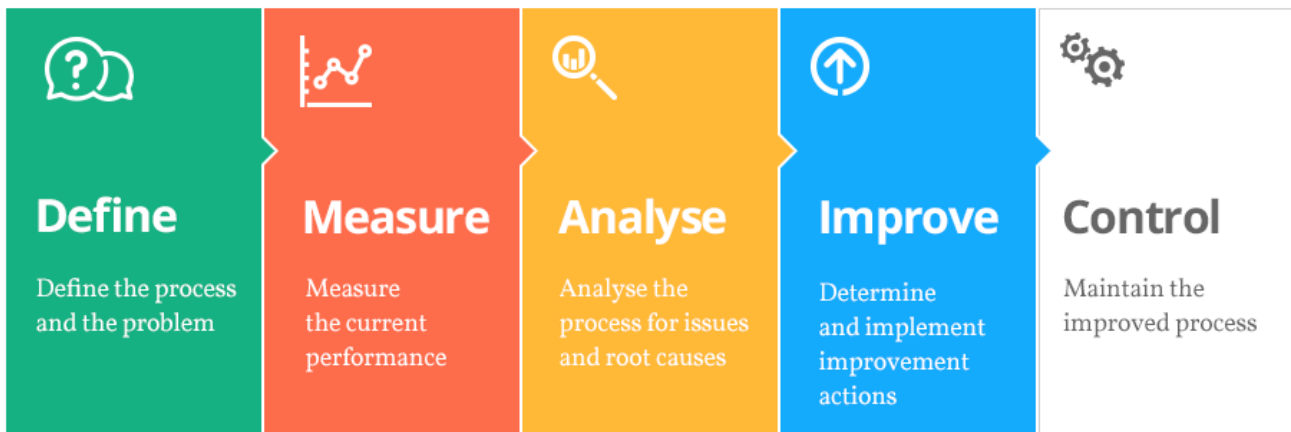 Define
Define the process
and the problem
Measure
Measure
the current
performance
Analyse
Analyse the
process for issues
and root causes
Improve
Determine
and implement
improvement
actions
Control
Maintain the
improved process